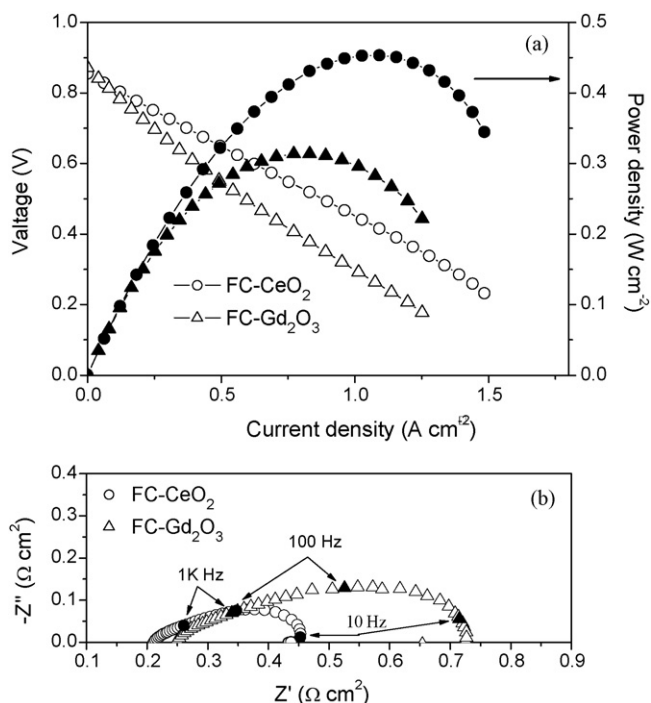 (a)
1.0
0.8
0.6
0.4
0.2
0.0
Valtage (V)
0.5
0.4
0.3
0.2
0.1
0.0
Power density (W cm-2)
FC-CeO2
FC-Gd2O3
0.0 0.5 1.0 1.5
Current density (A cm-2)
(b)
0.4
0.3
0.2
0.1
0.0
-Z" (Ω cm2)
FC-CeO2
FC-Gd2O3
100 Hz
1K Hz
10 Hz
0.1 0.2 0.3 0.4 0.5 0.6 0.7 0.8 0.9
Z' (Ω cm2)